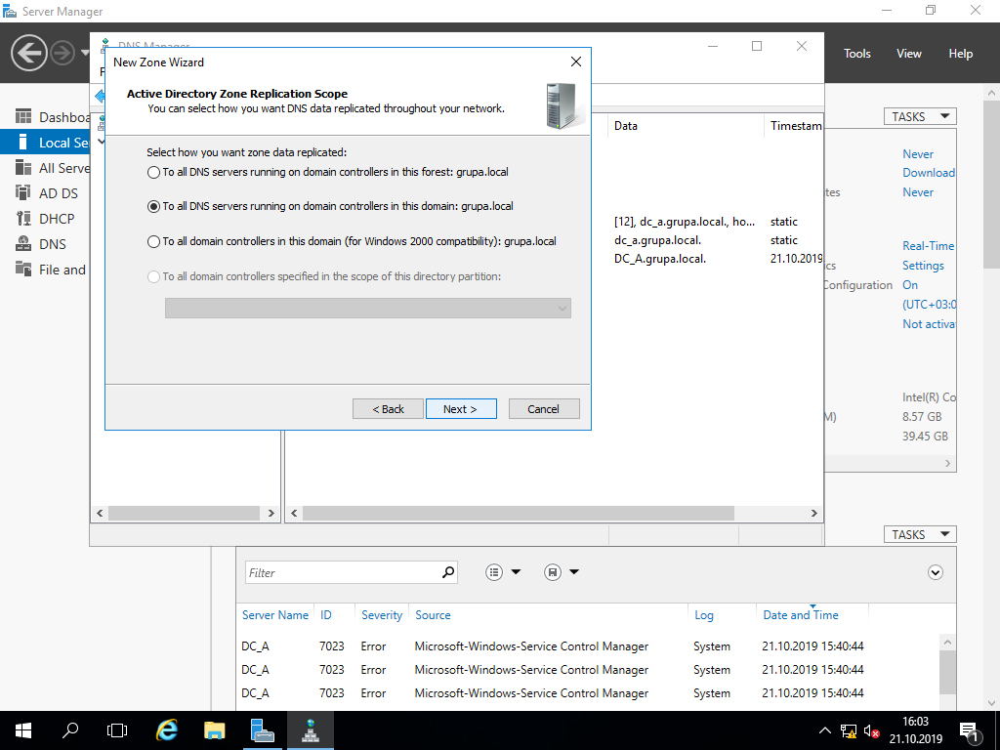 Server Manager
DNS Manager
Tools
View
Help
New Zone Wizard
Active Directory Zone Replication Scope
You can select how you want DNS data replicated throughout your network.
Select how you want zone data replicated:
To all DNS servers running on domain controllers in this forest: grupa.local
To all DNS servers running on domain controllers in this domain: grupa.local
To all domain controllers in this domain (for Windows 2000 compatibility): grupa.local
To all domain controllers specified in the scope of this directory partition:
< Back
Next >
Cancel
Dashboa
Local Se
All Serve
AD DS
DHCP
DNS
File and
Data
Timestam
[12], dc_a.grupa.local., ho...
static
dc_a.grupa.local.
static
DC_A.grupa.local.
21.10.2019
TASKS
Never
Download
tes
Never
Real-Time
cs
Settings
Configuration
On
(UTC+03:0
Not activa
Intel(R) Co
M)
8.57 GB
39.45 GB
TASKS
Filter
Server Name
ID
Severity
Source
Log
Date and Time
DC_A
7023
Error
Microsoft-Windows-Service Control Manager
System
21.10.2019 15:40:44
DC_A
7023
Error
Microsoft-Windows-Service Control Manager
System
21.10.2019 15:40:44
DC_A
7023
Error
Microsoft-Windows-Service Control Manager
System
21.10.2019 15:40:44
16:03
21.10.2019
1